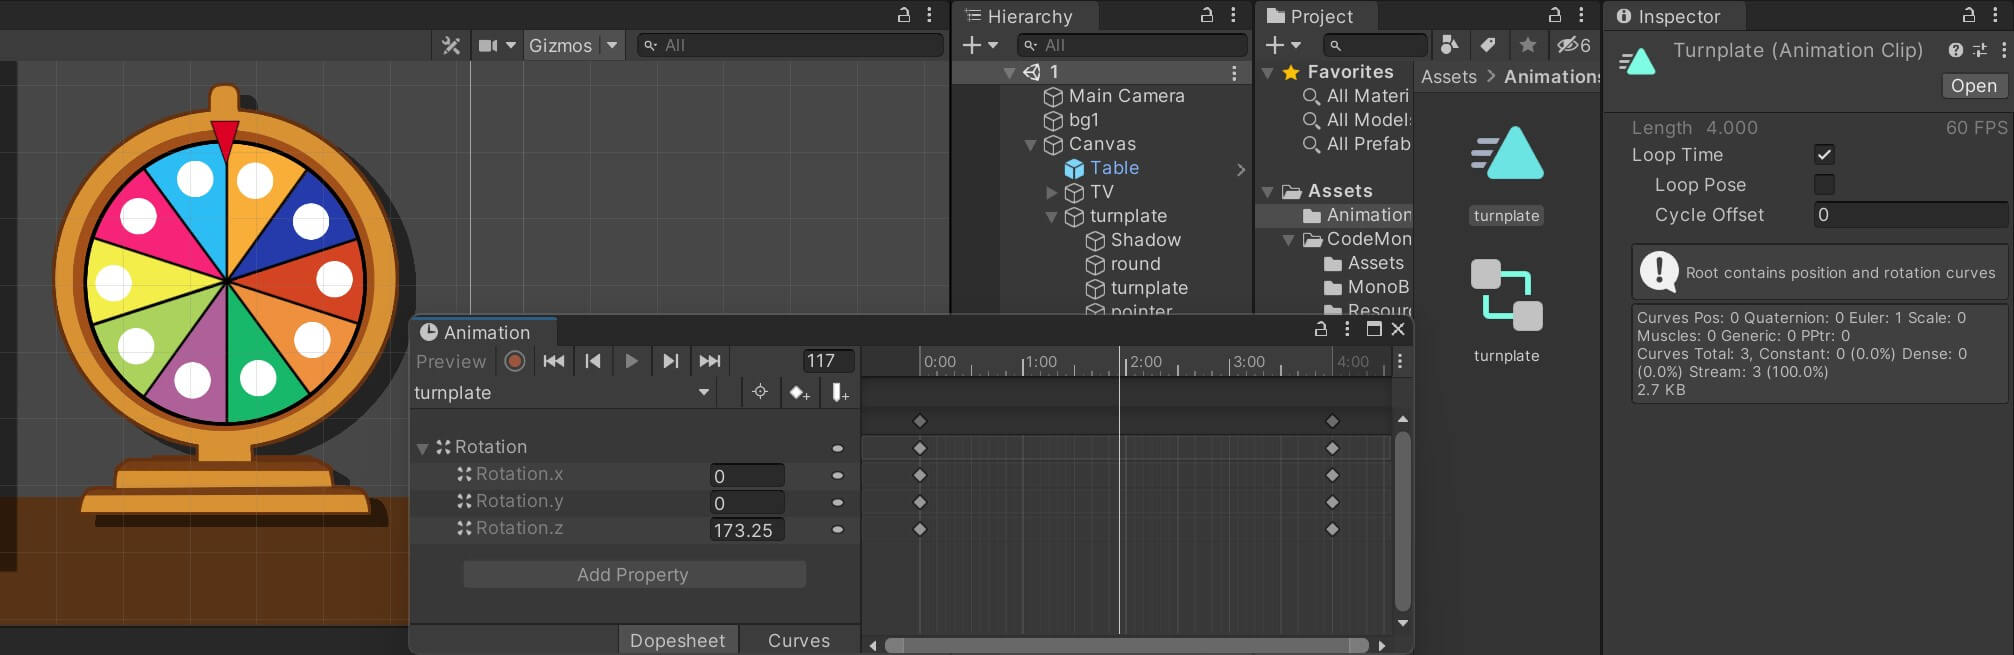 Gizmos
All
Hierarchy
All
1
Main Camera
bg1
Canvas
Table
TV
turnplate
Shadow
round
turnplate
pointer
Project
6
Favorites
All Materi
All Model
All Prefab
Assets
Animation
CodeMon
Assets
MonoB
Resour
Assets > Animations
turnplate
turnplate
Inspector
Turnplate (Animation Clip)
Open
Length 4.000 60 FPS
Loop Time
Loop Pose
Cycle Offset 0
Root contains position and rotation curves
Curves Pos: 0 Quaternion: 0 Euler: 1 Scale: 0
Muscles: 0 Generic: 0 PPtr: 0
Curves Total: 3, Constant: 0 (0.0%) Dense: 0
(0.0%) Stream: 3 (100.0%)
2.7 KB
Animation
Preview 117
0:00 1:00 2:00 3:00 4:00
turnplate
Rotation
Rotation.x 0
Rotation.y 0
Rotation.z 173.25
Add Property
Dopesheet Curves